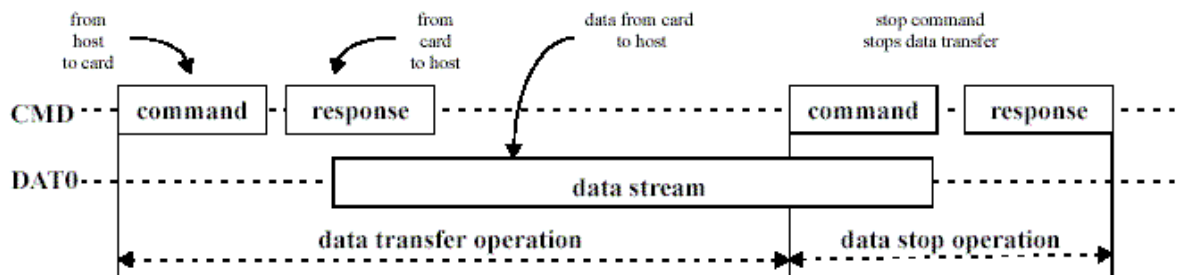 from
host
to card
from
card
to host
data from card
to host
stop command
stops data transfer
CMD
command
response
command
response
DAT0
data stream
data transfer operation
data stop operation